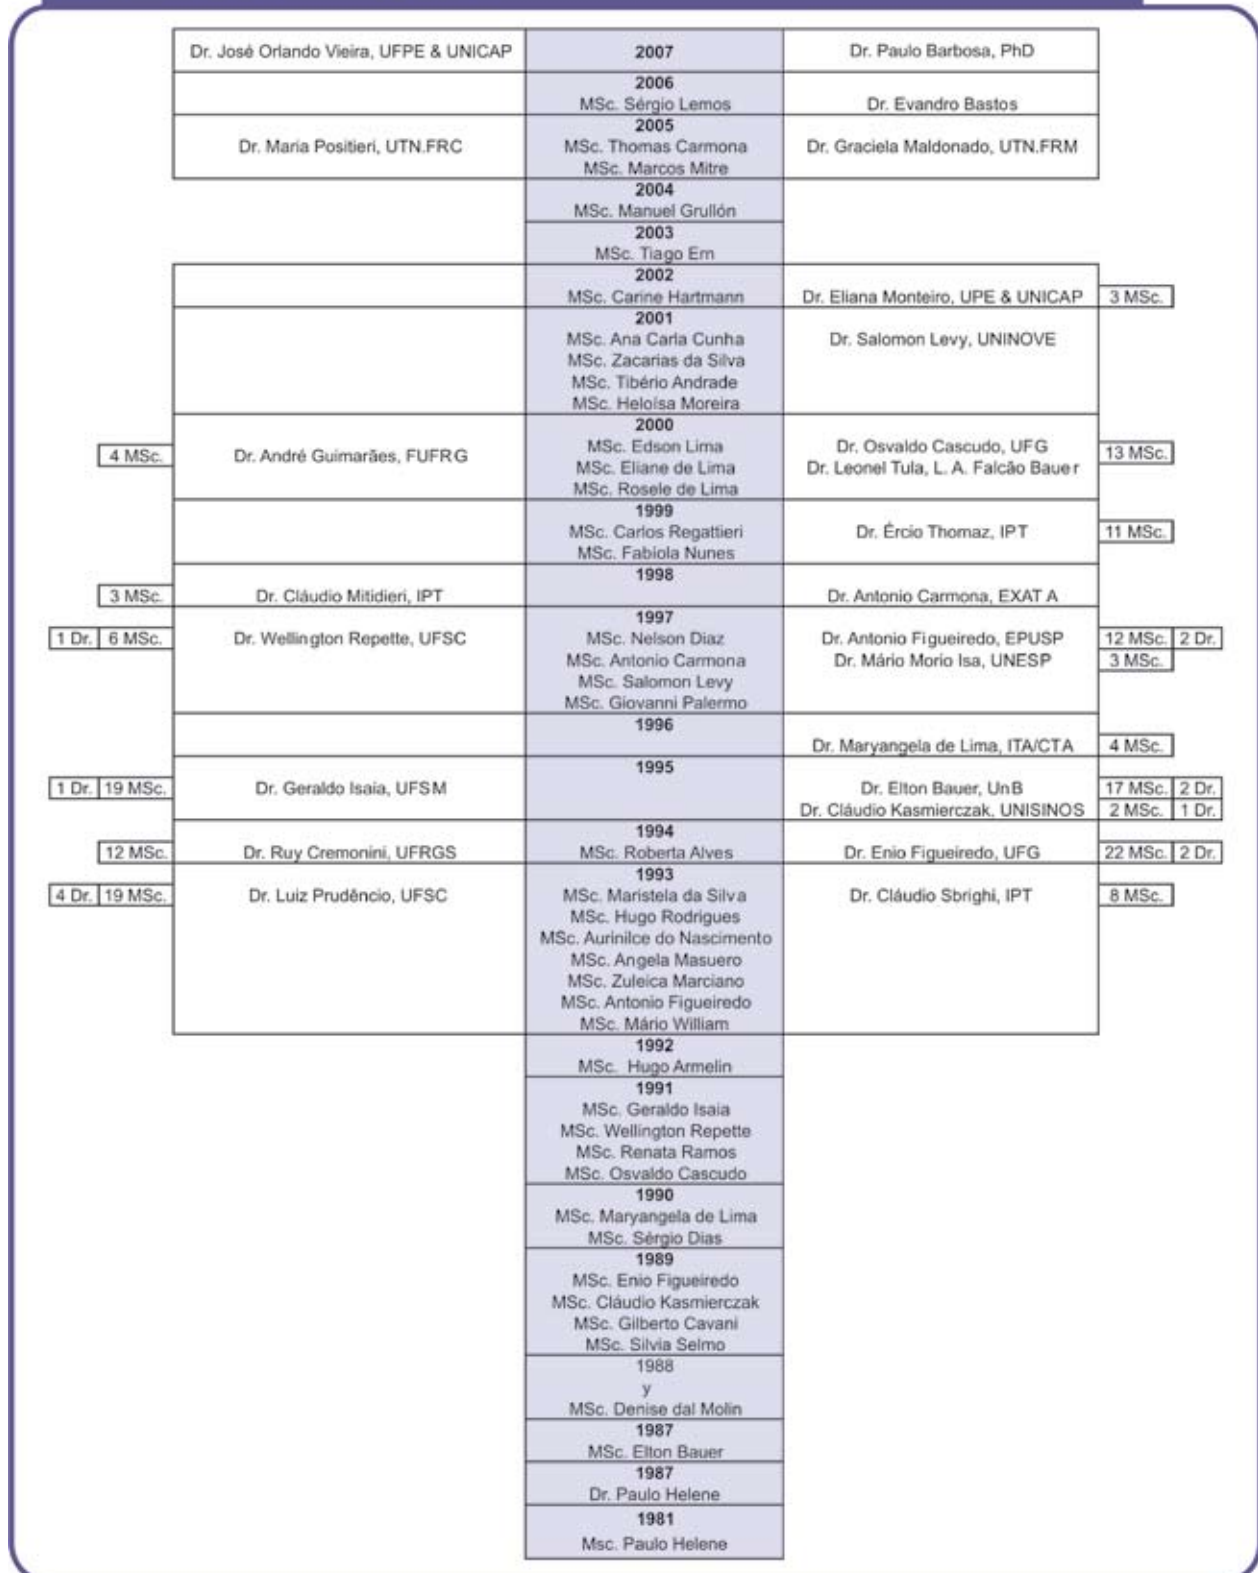 Dr. José Orlando Vieira, UFPE & UNICAP 2007 Dr. Paulo Barbosa, PhD
2006
MSc. Sérgio Lemos Dr. Evandro Bastos
2005
Dr. Maria Positieri, UTN.FRC MSc. Thomas Carmona Dr. Graciela Maldonado, UTN.FRM
MSc. Marcos Mitre
2004
MSc. Manuel Grullón
2003
MSc. Tiago Ern
2002
MSc. Carine Hartmann Dr. Eliana Monteiro, UPE & UNICAP 3 MSc.
2001
MSc. Ana Carla Cunha Dr. Salomon Levy, UNINOVE
MSc. Zacarias da Silva
MSc. Tibério Andrade
MSc. Heloísa Moreira
2000
4 MSc. Dr. André Guimarães, FUFRG MSc. Edson Lima Dr. Osvaldo Cascudo, UFG 13 MSc.
MSc. Eliane de Lima Dr. Leonel Tula, L. A. Falcão Bauer
MSc. Rosele de Lima
1999
MSc. Carlos Regattieri Dr. Ércio Thomaz, IPT 11 MSc.
MSc. Fabiola Nunes
1998
3 MSc. Dr. Cláudio Mitidieri, IPT Dr. Antonio Carmona, EXAT A
1997
1 Dr. 6 MSc. Dr. Wellington Repette, UFSC MSc. Nelson Diaz Dr. Antonio Figueiredo, EPUSP 12 MSc. 2 Dr.
MSc. Antonio Carmona Dr. Mário Morio Isa, UNESP 3 MSc.
MSc. Salomon Levy
MSc. Giovanni Palermo
1996
Dr. Maryangela de Lima, ITA/CTA 4 MSc.
1995
1 Dr. 19 MSc. Dr. Geraldo Isaia, UFSM Dr. Elton Bauer, UnB 17 MSc. 2 Dr.
Dr. Cláudio Kasmierczak, UNISINOS 2 MSc. 1 Dr.
1994
12 MSc. Dr. Ruy Cremonini, UFRGS MSc. Roberta Alves Dr. Enio Figueiredo, UFG 22 MSc. 2 Dr.
1993
4 Dr. 19 MSc. Dr. Luiz Prudêncio, UFSC MSc. Maristela da Silva Dr. Cláudio Sbrighi, IPT 8 MSc.
MSc. Hugo Rodrigues
MSc. Aurinilce do Nascimento
MSc. Angela Masuero
MSc. Zuleica Marciano
MSc. Antonio Figueiredo
MSc. Mário William
1992
MSc. Hugo Armelin
1991
MSc. Geraldo Isaia
MSc. Wellington Repette
MSc. Renata Ramos
MSc. Osvaldo Cascudo
1990
MSc. Maryangela de Lima
MSc. Sérgio Dias
1989
MSc. Enio Figueiredo
MSc. Cláudio Kasmierczak
MSc. Gilberto Cavani
MSc. Silvia Selmo
1988
y
MSc. Denise dal Molin
1987
MSc. Elton Bauer
1987
Dr. Paulo Helene
1981
Msc. Paulo Helene